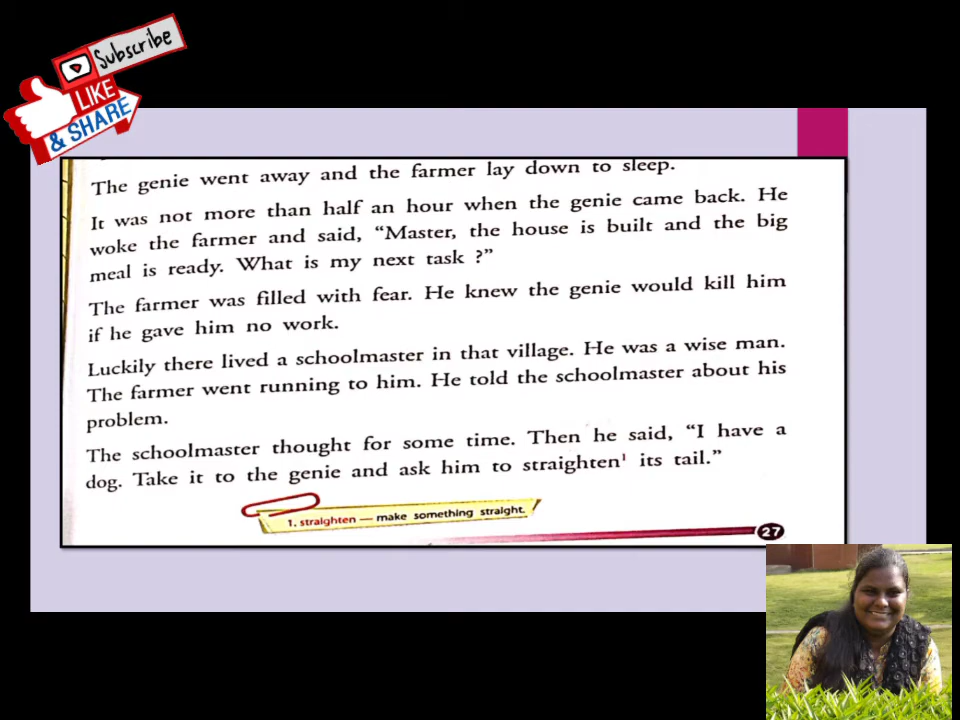 Subscribe
LIKE
& SHARE
The genie went away and the farmer lay down to sleep.
It was not more than half an hour when the genie came back. He
woke the farmer and said, “Master, the house is built and the big
meal is ready. What is my next task ?”
The farmer was filled with fear. He knew the genie would kill him
if he gave him no work.
Luckily there lived a schoolmaster in that village. He was a wise man.
The farmer went running to him. He told the schoolmaster about his
problem.
The schoolmaster thought for some time. Then he said, “I have a
dog. Take it to the genie and ask him to straighten¹ its tail.”
1. straighten — make something straight.
27